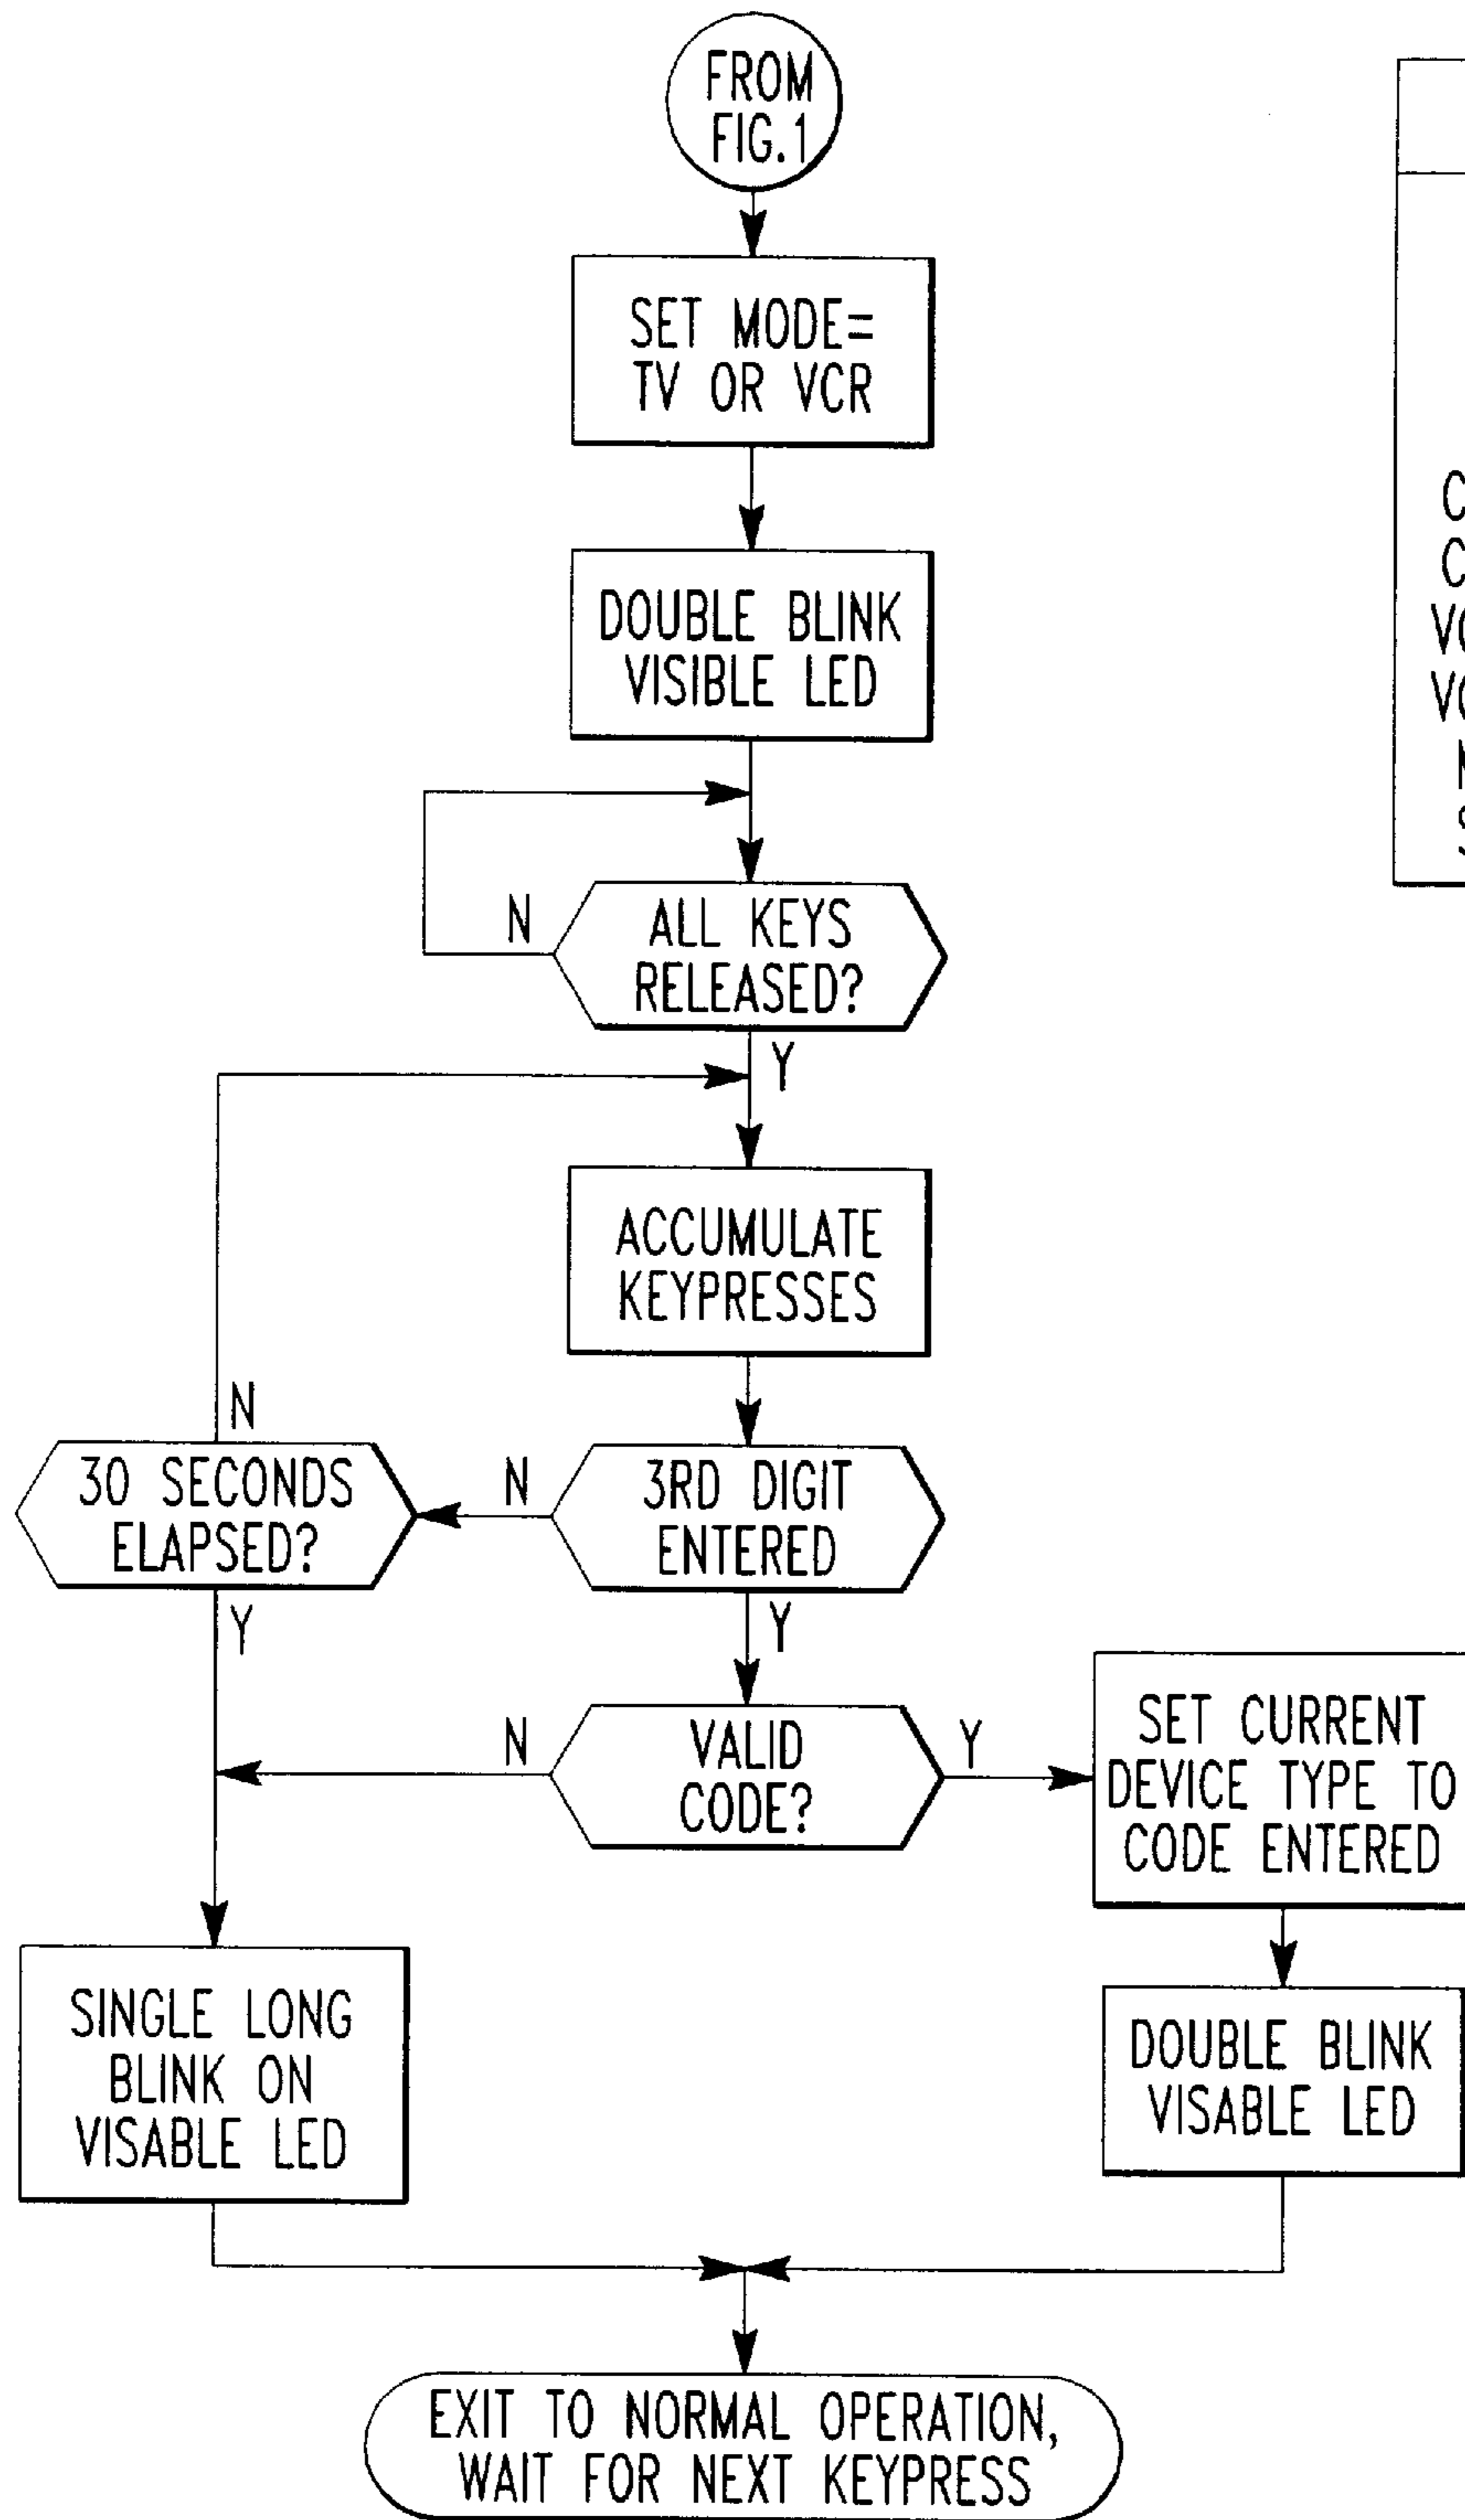 FROM
FIG.1
SET MODE=
TV OR VCR
DOUBLE BLINK
VISIBLE LED
N
ALL KEYS
RELEASED?
Y
ACCUMULATE
KEYPRESSES
N
30 SECONDS
ELAPSED?
N
3RD DIGIT
ENTERED
Y
Y
N
VALID
CODE?
Y
SET CURRENT
DEVICE TYPE TO
CODE ENTERED
SINGLE LONG
BLINK ON
VISABLE LED
DOUBLE BLINK
VISABLE LED
EXIT TO NORMAL OPERATION,
WAIT FOR NEXT KEYPRESS